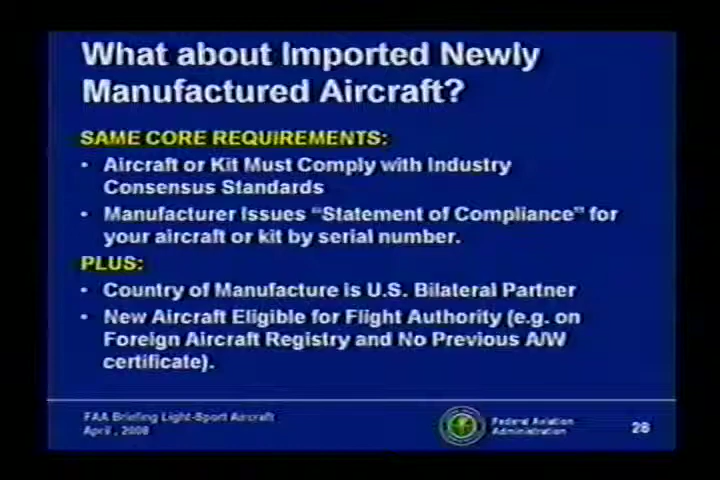 What about Imported Newly
Manufactured Aircraft?
SAME CORE REQUIREMENTS:
• Aircraft or Kit Must Comply with Industry
Consensus Standards
• Manufacturer Issues “Statement of Compliance” for
your aircraft or kit by serial number.
PLUS:
• Country of Manufacture is U.S. Bilateral Partner
• New Aircraft Eligible for Flight Authority (e.g. on
Foreign Aircraft Registry and No Previous A/W
certificate).
FAA Briefing Light-Sport Aircraft
April , 2008
Federal Aviation
Administration
28